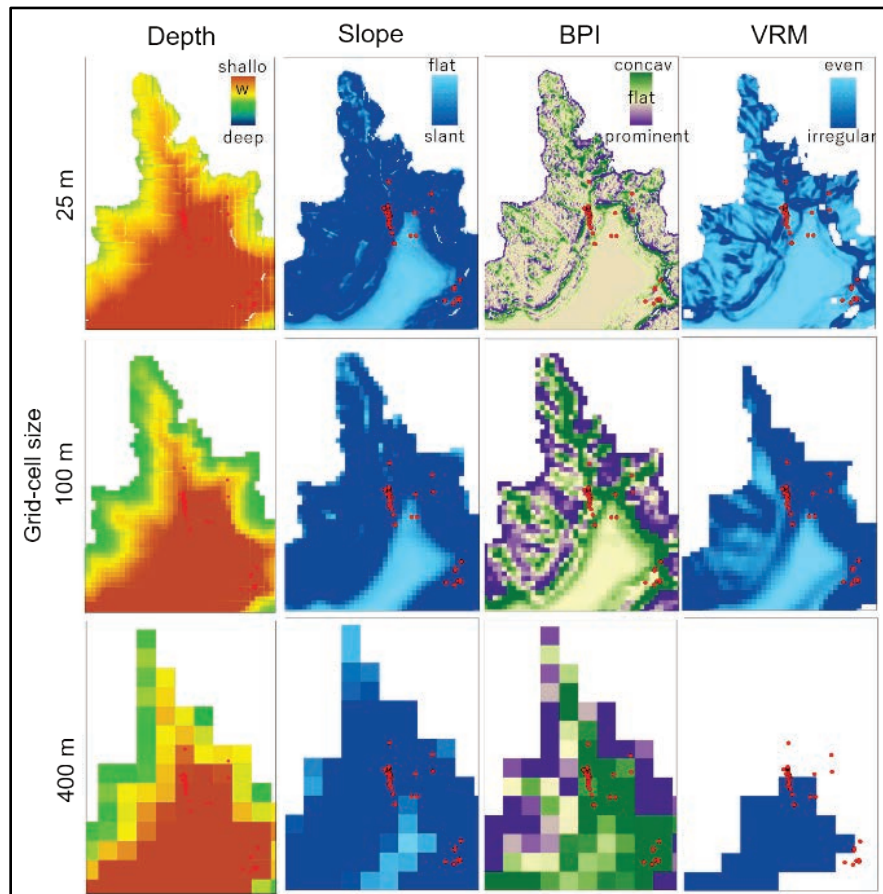 Depth Slope BPI VRM
shallo
w
deep
flat
slant
concav
flat
prominent
even
irregular
25 m
Grid-cell size
100 m
400 m